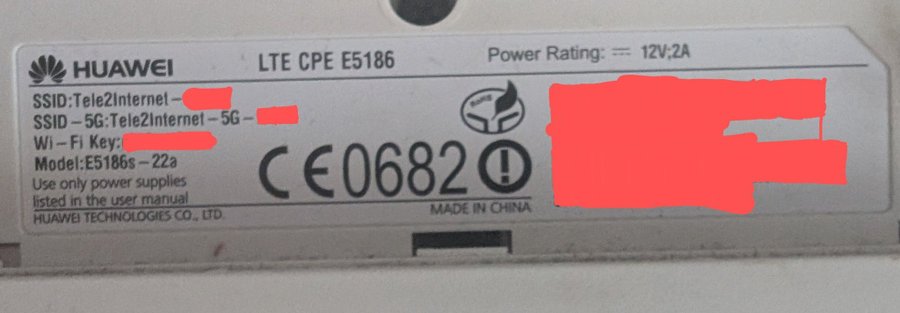 HUAWEI
LTE CPE E5186
Power Rating: ⎓ 12V;2A
SSID:Tele2Internet-
SSID-5G:Tele2Internet-5G-
Wi-Fi Key:
Model:E5186s-22a
Use only power supplies
listed in the user manual
HUAWEI TECHNOLOGIES CO., LTD.
RoHS
CE0682
MADE IN CHINA